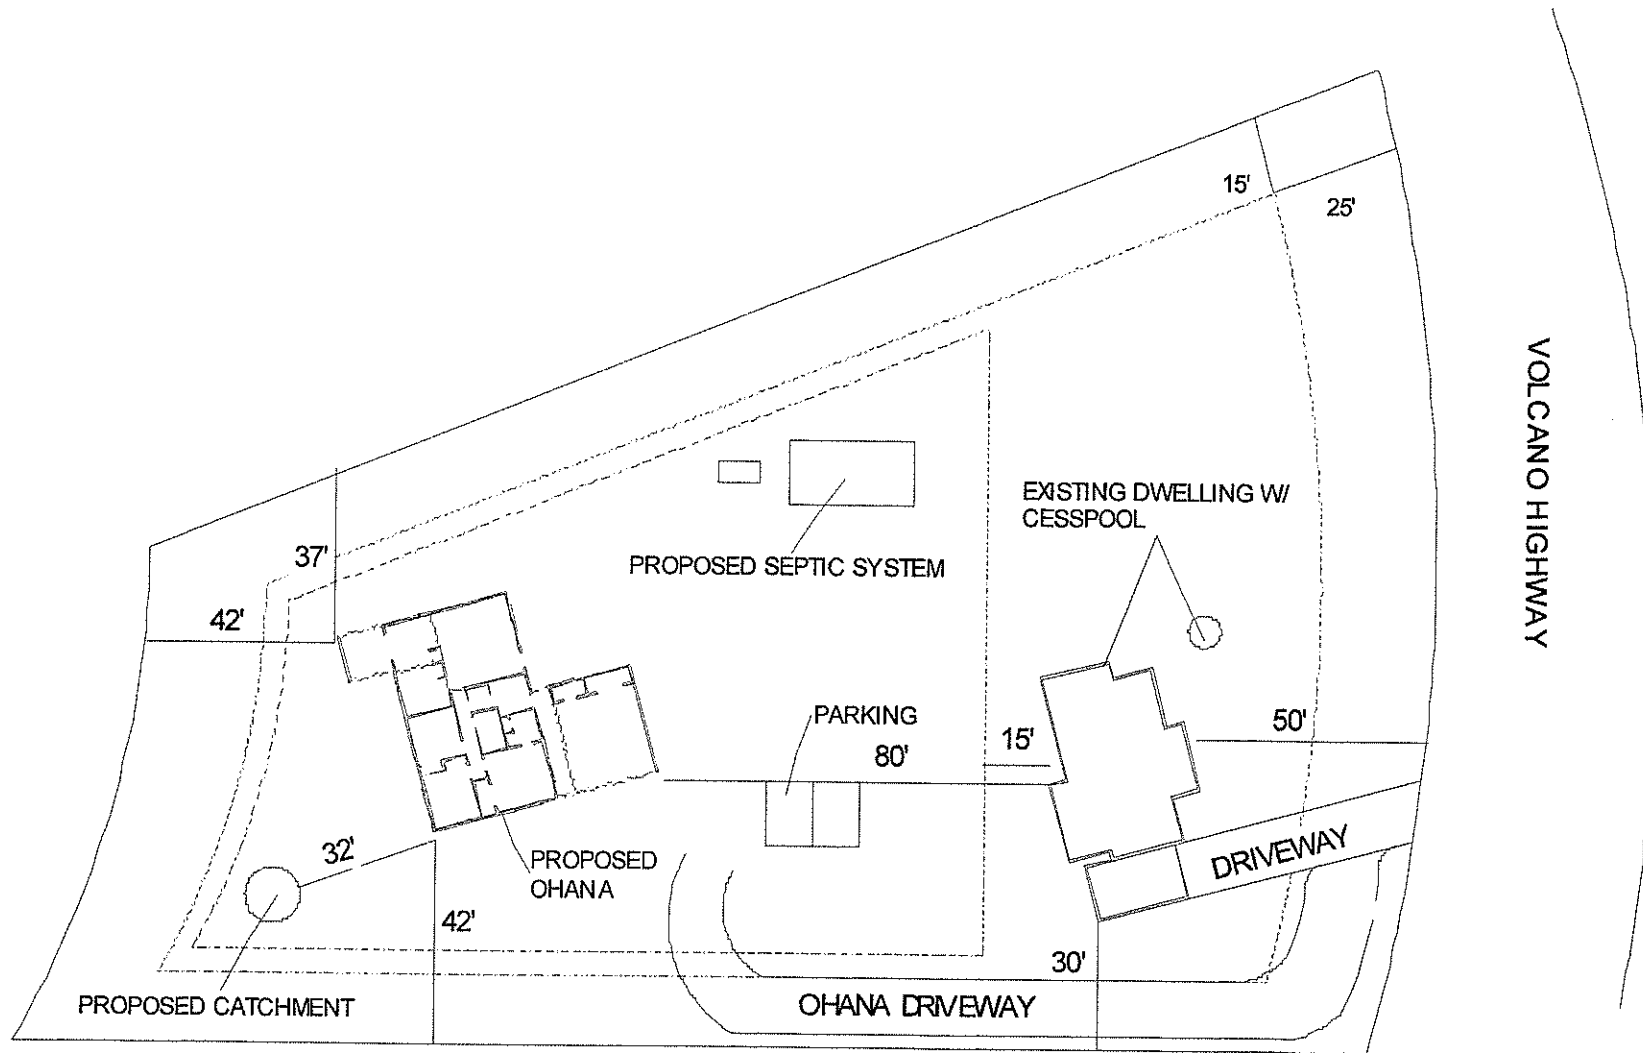 15'
25'
VOLCANO HIGHWAY
EXISTING DWELLING W/
CESSPOOL
37'
PROPOSED SEPTIC SYSTEM
42'
PARKING
50'
15'
80'
DRIVEWAY
32'
PROPOSED
OHANA
42'
30'
PROPOSED CATCHMENT
OHANA DRIVEWAY